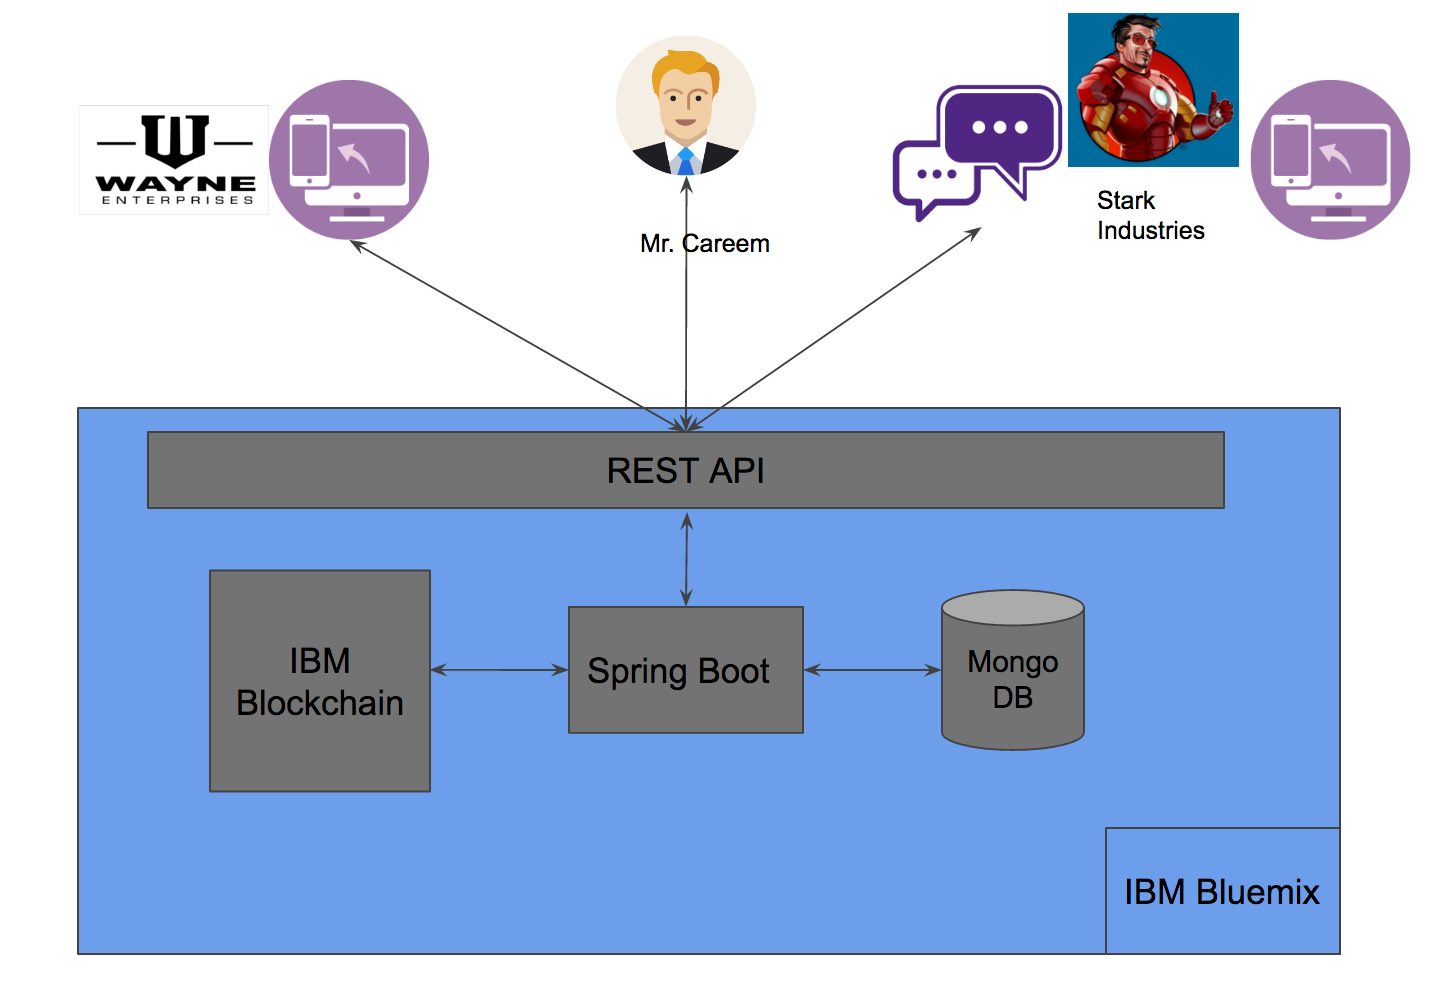 WAYNE
ENTERPRISES
Mr. Careem
Stark
Industries
REST API
IBM
Blockchain
Spring Boot
Mongo
DB
IBM Bluemix